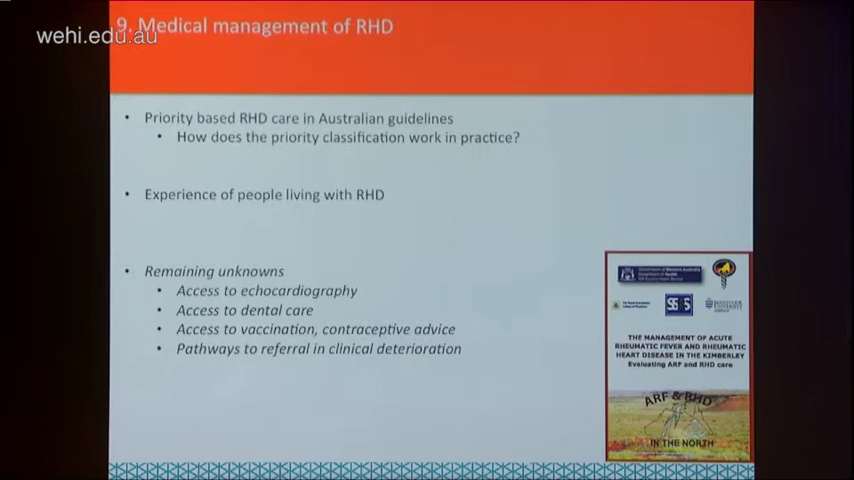 9. Medical management of RHD
wehi.edu.au
• Priority based RHD care in Australian guidelines
• How does the priority classification work in practice?
• Experience of people living with RHD
• Remaining unknowns
• Access to echocardiography
• Access to dental care
• Access to vaccination, contraceptive advice
• Pathways to referral in clinical deterioration
THE MANAGEMENT OF ACUTE
RHEUMATIC FEVER AND RHEUMATIC
HEART DISEASE IN THE KIMBERLEY
Evaluating ARF and RHD care
ARF & RHD
IN THE NORTH